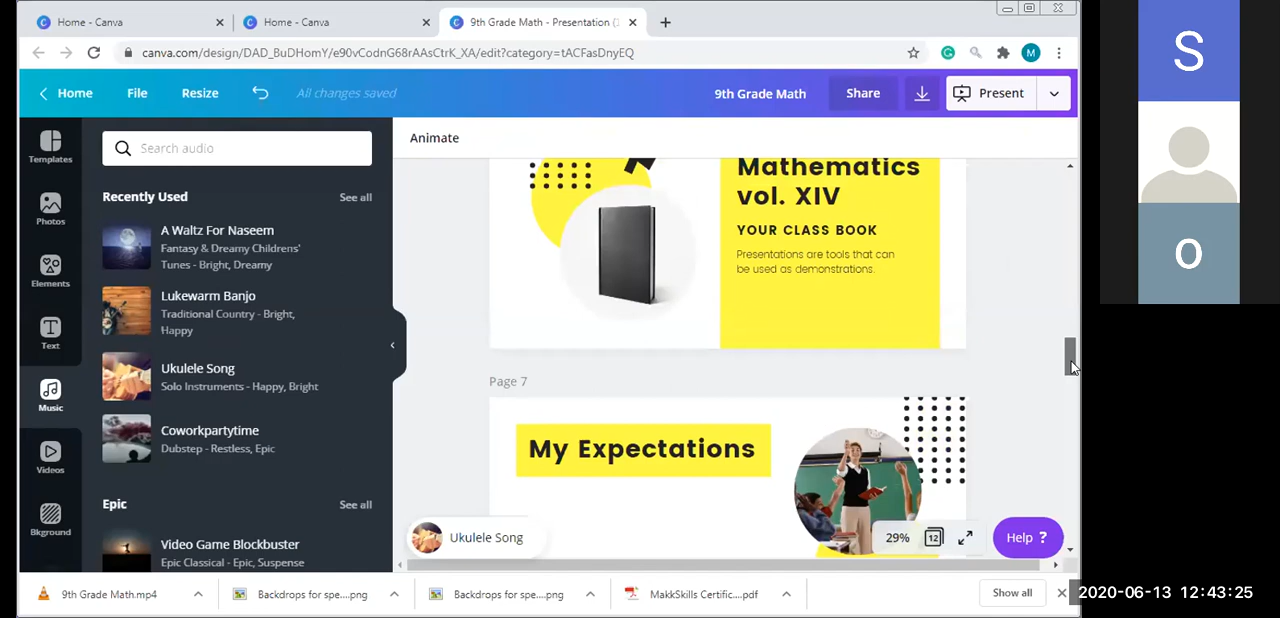 Home - Canva
Home - Canva
9th Grade Math - Presentation (1
canva.com/design/DAD_BuDHomY/e90vCodnG68rAAsCtrK_XA/edit?category=tACFasDnyEQ
M
Home
File
Resize
All changes saved
9th Grade Math
Share
Present
Templates
Photos
Elements
Text
Music
Videos
Bkground
Search audio
Recently Used
See all
A Waltz For Naseem
Fantasy & Dreamy Childrens'
Tunes - Bright, Dreamy
Lukewarm Banjo
Traditional Country - Bright,
Happy
Ukulele Song
Solo Instruments - Happy, Bright
Coworkpartytime
Dubstep - Restless, Epic
Epic
See all
Video Game Blockbuster
Epic Classical - Epic, Suspense
Animate
Mathematics
vol. XIV
YOUR CLASS BOOK
Presentations are tools that can
be used as demonstrations.
Page 7
My Expectations
Ukulele Song
29%
12
Help ?
9th Grade Math.mp4
Backdrops for spe....png
Backdrops for spe....png
MakkSkills Certific....pdf
Show all
S
O
2020-06-13 12:43:25